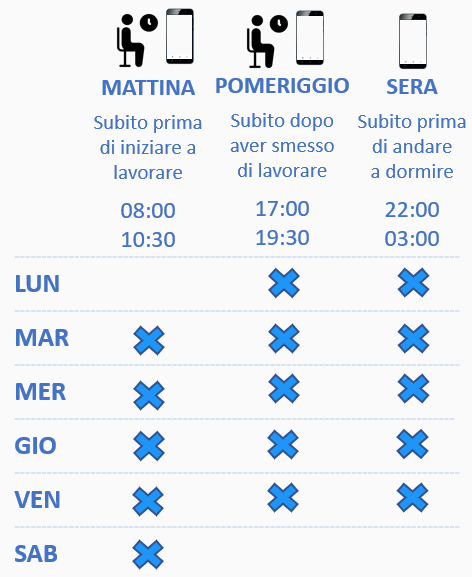 MATTINA POMERIGGIO SERA
Subito prima Subito dopo Subito prima
di iniziare a aver smesso di andare
lavorare di lavorare a dormire
08:00 17:00 22:00
10:30 19:30 03:00
LUN
MAR
MER
GIO
VEN
SAB